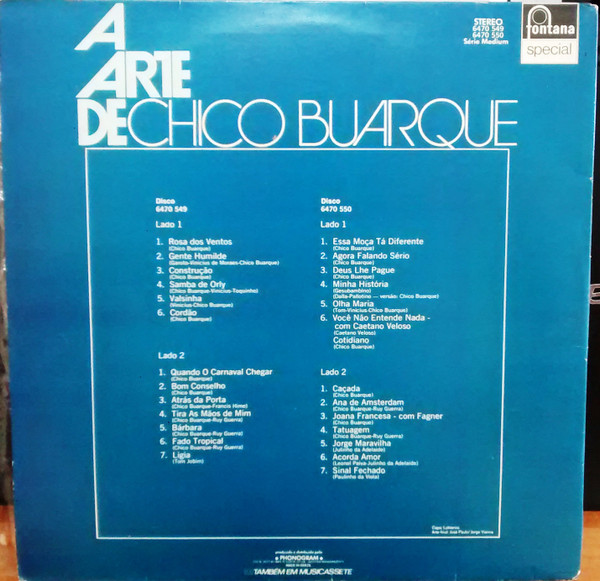 A
ARTE
DE CHICO BUARQUE
STEREO
6470 549
6470 550
Série Medium
fontana
special
Disco
6470 549
Lado 1
1. Rosa dos Ventos
(Chico Buarque)
2. Gente Humilde
(Garoto-Vinicius de Moraes-Chico Buarque)
3. Construção
(Chico Buarque)
4. Samba de Orly
(Chico Buarque-Vinicius-Toquinho)
5. Valsinha
(Vinicius-Chico Buarque)
6. Cordão
(Chico Buarque)
Lado 2
1. Quando O Carnaval Chegar
(Chico Buarque)
2. Bom Conselho
(Chico Buarque)
3. Atrás da Porta
(Chico Buarque-Francis Hime)
4. Tira As Mãos de Mim
(Chico Buarque-Ruy Guerra)
5. Bárbara
(Chico Buarque-Ruy Guerra)
6. Fado Tropical
(Chico Buarque-Ruy Guerra)
7. Lígia
(Tom Jobim)
Disco
6470 550
Lado 1
1. Essa Moça Tá Diferente
(Chico Buarque)
2. Agora Falando Sério
(Chico Buarque)
3. Deus Lhe Pague
(Chico Buarque)
4. Minha História
(Gesubambino)
(Dalla-Pallotino — versão: Chico Buarque)
5. Olha Maria
(Tom-Vinicius-Chico Buarque)
6. Você Não Entende Nada -
com Caetano Veloso
(Caetano Veloso)
Cotidiano
(Chico Buarque)
Lado 2
1. Caçada
(Chico Buarque)
2. Ana de Amsterdam
(Chico Buarque-Ruy Guerra)
3. Joana Francesa - com Fagner
(Chico Buarque)
4. Tatuagem
(Chico Buarque-Ruy Guerra)
5. Jorge Maravilha
(Julinho da Adelaide)
6. Acorda Amor
(Leonel Paiva-Julinho da Adelaide)
7. Sinal Fechado
(Paulinho da Viola)
produzido e distribuído pela
PHONOGRAM
TAMBÉM EM MUSICASSETE